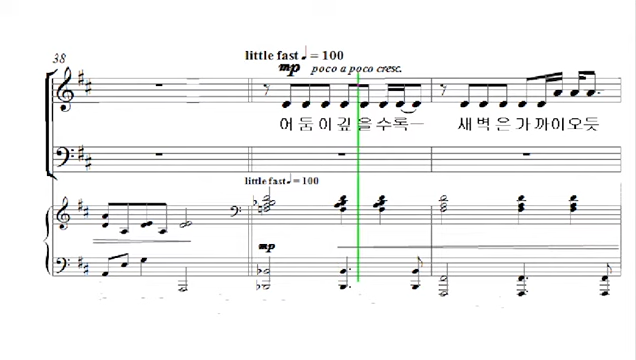 38
little fast ♩ = 100
mp poco a poco cresc.
어 둠 이 깊 을 수 록 새 벽 은 가 까 이 오 듯
little fast ♩ = 100
mp